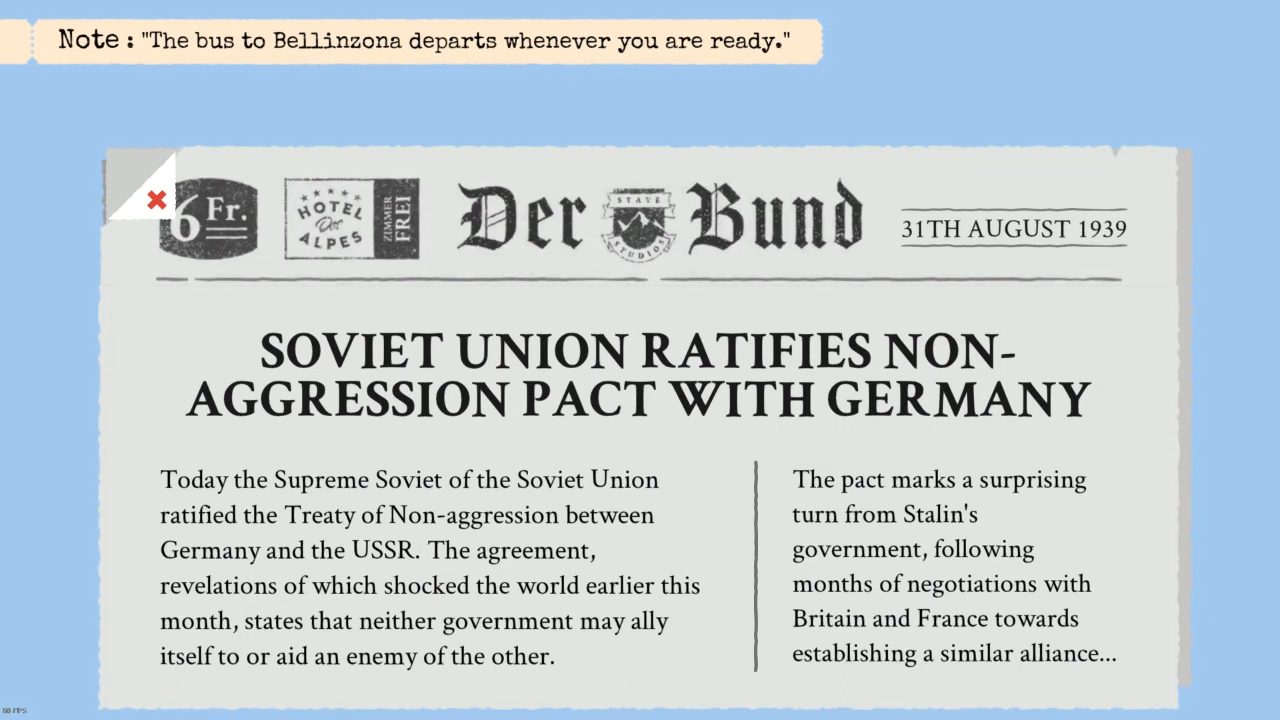 Note : "The bus to Bellinzona departs whenever you are ready."
6 Fr.
HOTEL
Der
ALPES
ZIMMER
FREI
Der Bund
STAVE
STUDIOS
31TH AUGUST 1939
SOVIET UNION RATIFIES NON-
AGGRESSION PACT WITH GERMANY
Today the Supreme Soviet of the Soviet Union
ratified the Treaty of Non-aggression between
Germany and the USSR. The agreement,
revelations of which shocked the world earlier this
month, states that neither government may ally
itself to or aid an enemy of the other.
The pact marks a surprising
turn from Stalin's
government, following
months of negotiations with
Britain and France towards
establishing a similar alliance...
60 FPS